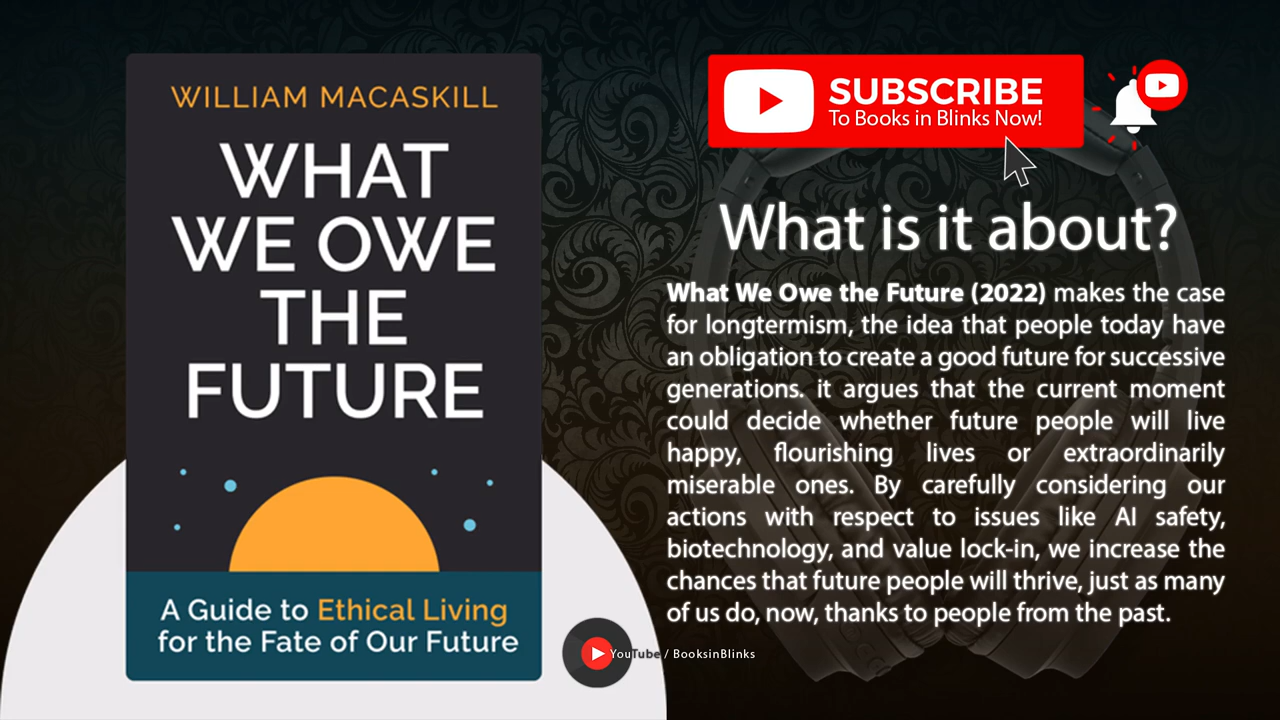 WILLIAM MACASKILL
WHAT
WE OWE
THE
FUTURE
A Guide to Ethical Living
for the Fate of Our Future
SUBSCRIBE
To Books in Blinks Now!
What is it about?
What We Owe the Future (2022) makes the case
for longtermism, the idea that people today have
an obligation to create a good future for successive
generations. it argues that the current moment
could decide whether future people will live
happy, flourishing lives or extraordinarily
miserable ones. By carefully considering our
actions with respect to issues like AI safety,
biotechnology, and value lock-in, we increase the
chances that future people will thrive, just as many
of us do, now, thanks to people from the past.
YouTube / BooksinBlinks